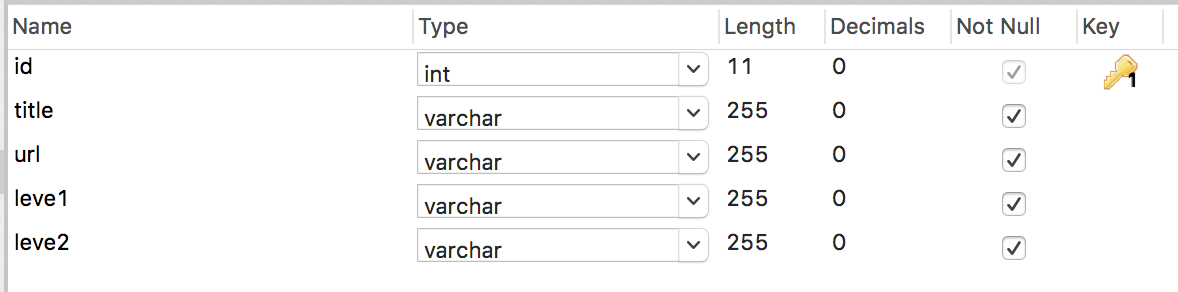 Name Type Length Decimals Not Null Key
id int 11 0 1
title varchar 255 0
url varchar 255 0
leve1 varchar 255 0
leve2 varchar 255 0